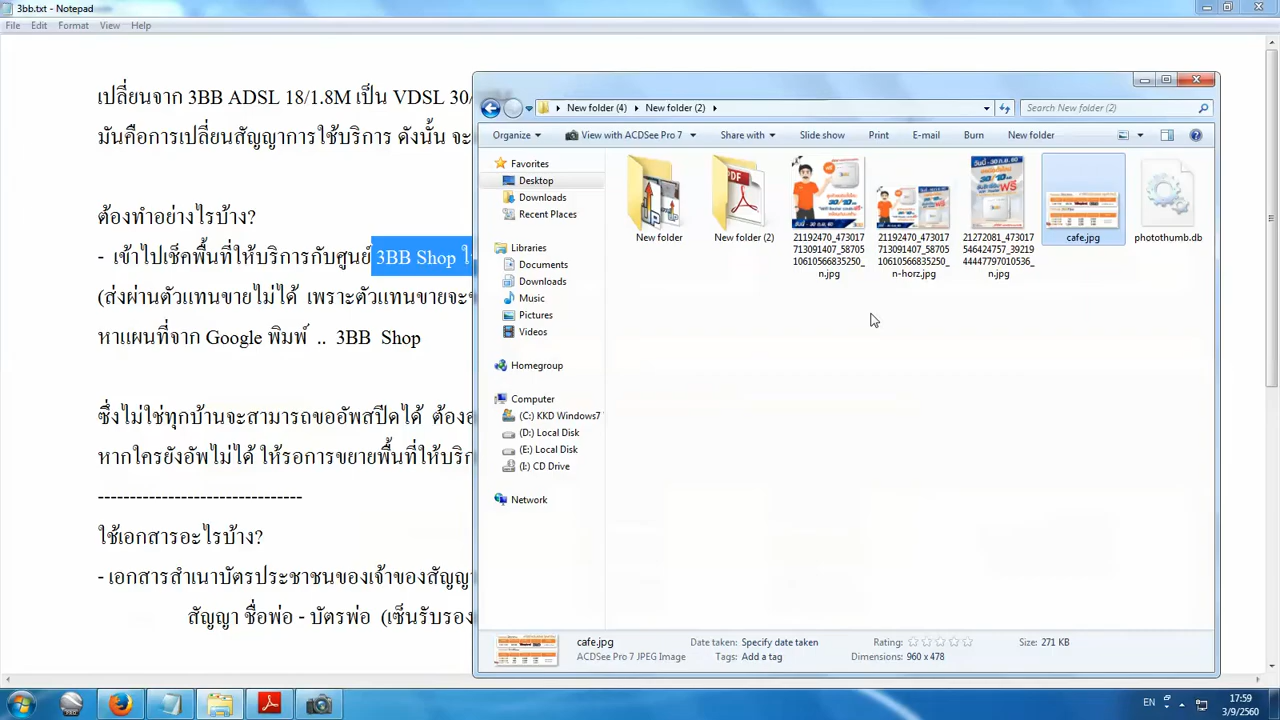 3bb.txt - Notepad
File Edit Format View Help
เปลี่ยนจาก 3BB ADSL 18/1.8M เป็น VDSL 30/
มันคือการเปลี่ยนสัญญาการใช้บริการ ดังนั้น จะ
ต้องทำอย่างไรบ้าง?
- เข้าไปเช็คพื้นที่ให้บริการกับศูนย์ 3BB Shop ใ
(ส่งผ่านตัวแทนขายไม่ได้ เพราะตัวแทนขายจะ
หาแผนที่จาก Google พิมพ์ .. 3BB Shop
ซึ่งไม่ใช่ทุกบ้านจะสามารถขออัพสปีดได้ ต้อง
หากใครยังอัพไม่ได้ ให้รอการขยายพื้นที่ให้บริก
--------------------------------
ใช้เอกสารอะไรบ้าง?
- เอกสารสำเนาบัตรประชาชนของเจ้าของสัญญา
สัญญา ชื่อพ่อ - บัตรพ่อ (เซ็นรับรอง
New folder (4) New folder (2)
Search New folder (2)
Organize View with ACDSee Pro 7 Share with Slide show Print E-mail Burn New folder
Favorites
Desktop
Downloads
Recent Places
Libraries
Documents
Downloads
Music
Pictures
Videos
Homegroup
Computer
(C:) KKD Windows7
(D:) Local Disk
(E:) Local Disk
(I:) CD Drive
Network
PDF
New folder
New folder (2)
21192470_473017
713091407_58705
10610566835250_
n.jpg
21192470_473017
713091407_58705
10610566835250_
n-horz.jpg
21272081_473017
546424757_39219
44447797010536_
n.jpg
cafe.jpg
photothumb.db
cafe.jpg Date taken: Specify date taken Rating: Size: 271 KB
ACDSee Pro 7 JPEG Image Tags: Add a tag Dimensions: 960 x 478
EN
17:59
3/9/2560